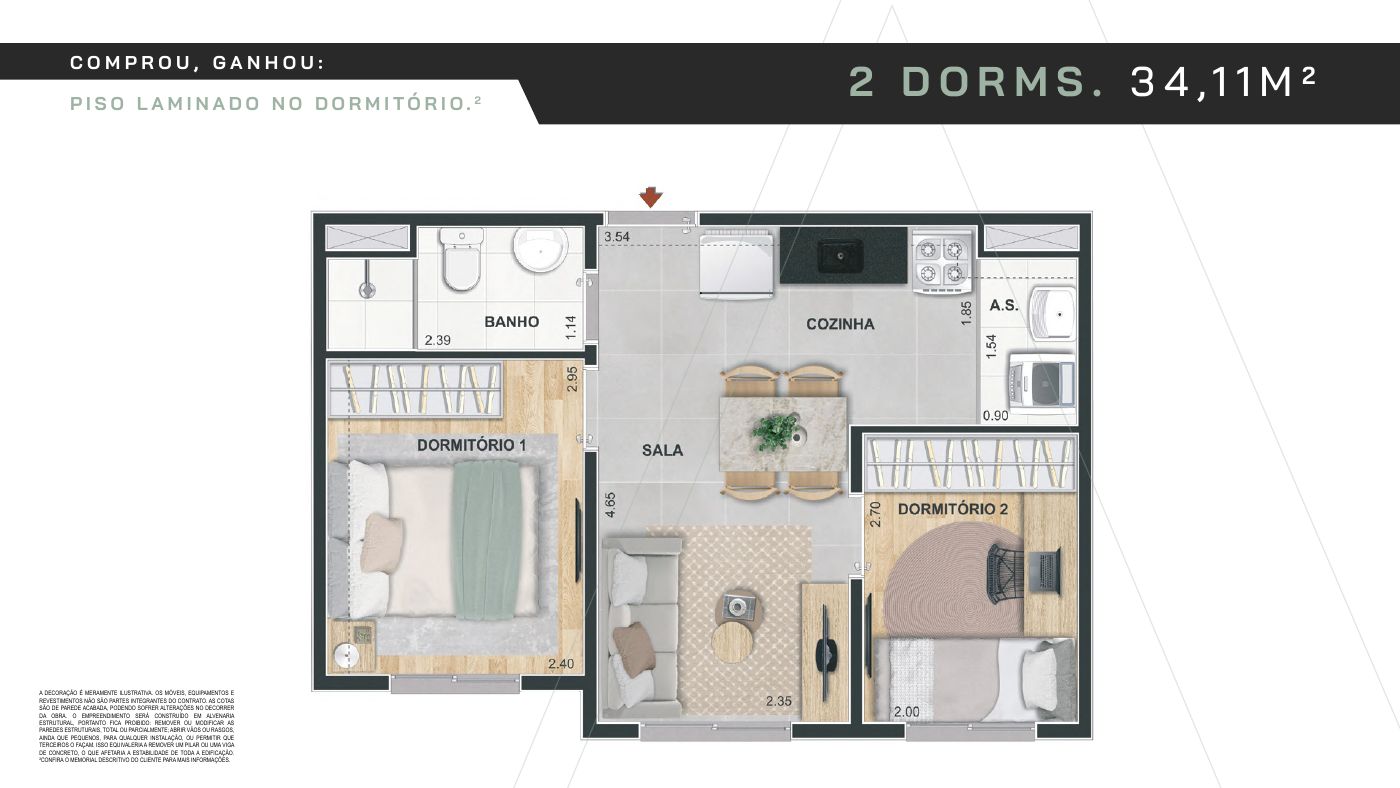 COMPROU, GANHOU:
PISO LAMINADO NO DORMITÓRIO.²
2 DORMS. 34,11M²
3.54
BANHO
1.14
2.39
COZINHA
1.85
A.S.
1.54
0.90
2.95
DORMITÓRIO 1
SALA
4.65
2.70
DORMITÓRIO 2
2.40
2.35
2.00
A DECORAÇÃO É MERAMENTE ILUSTRATIVA. OS MÓVEIS, EQUIPAMENTOS E
REVESTIMENTOS NÃO SÃO PARTES INTEGRANTES DO CONTRATO. AS COTAS
SÃO DE PAREDE ACABADA, PODENDO SOFRER ALTERAÇÕES NO DECORRER
DA OBRA. O EMPREENDIMENTO SERÁ CONSTRUÍDO EM ALVENARIA
ESTRUTURAL, PORTANTO FICA PROIBIDO: REMOVER OU MODIFICAR AS
PAREDES ESTRUTURAIS, TOTAL OU PARCIALMENTE; ABRIR VÃOS OU RASGOS,
AINDA QUE PEQUENOS, PARA QUALQUER INSTALAÇÃO, OU PERMITIR QUE
TERCEIROS O FAÇAM, ISSO EQUIVALERIA A REMOVER UM PILAR OU UMA VIGA
DE CONCRETO, O QUE AFETARIA A ESTABILIDADE DE TODA A EDIFICAÇÃO.
²CONFIRA O MEMORIAL DESCRITIVO DO CLIENTE PARA MAIS INFORMAÇÕES.